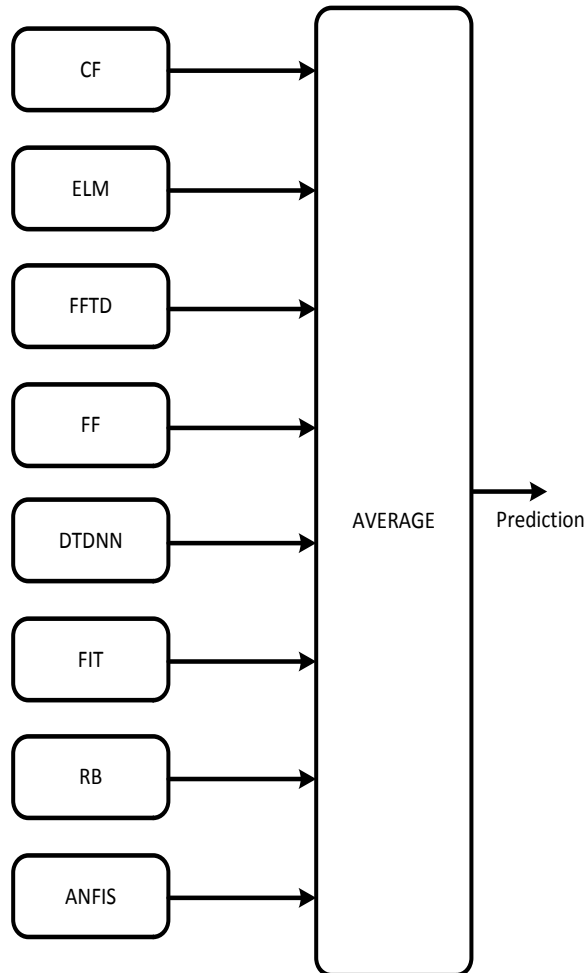 CF
ELM
FFTD
FF
DTDNN
FIT
RB
ANFIS
AVERAGE
Prediction